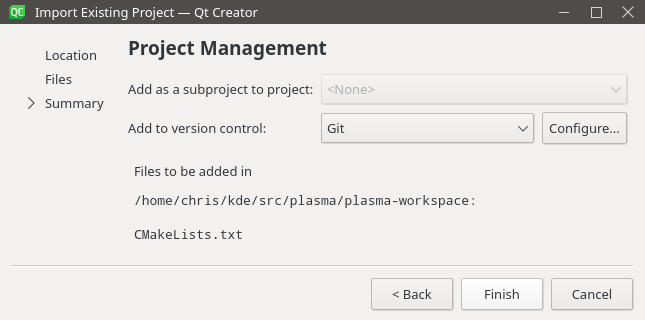 QC Import Existing Project — Qt Creator
Project Management
Location
Files
Summary
Add as a subproject to project: <None>
Add to version control: Git Configure...
Files to be added in
/home/chris/kde/src/plasma/plasma-workspace:
CMakeLists.txt
< Back Finish Cancel